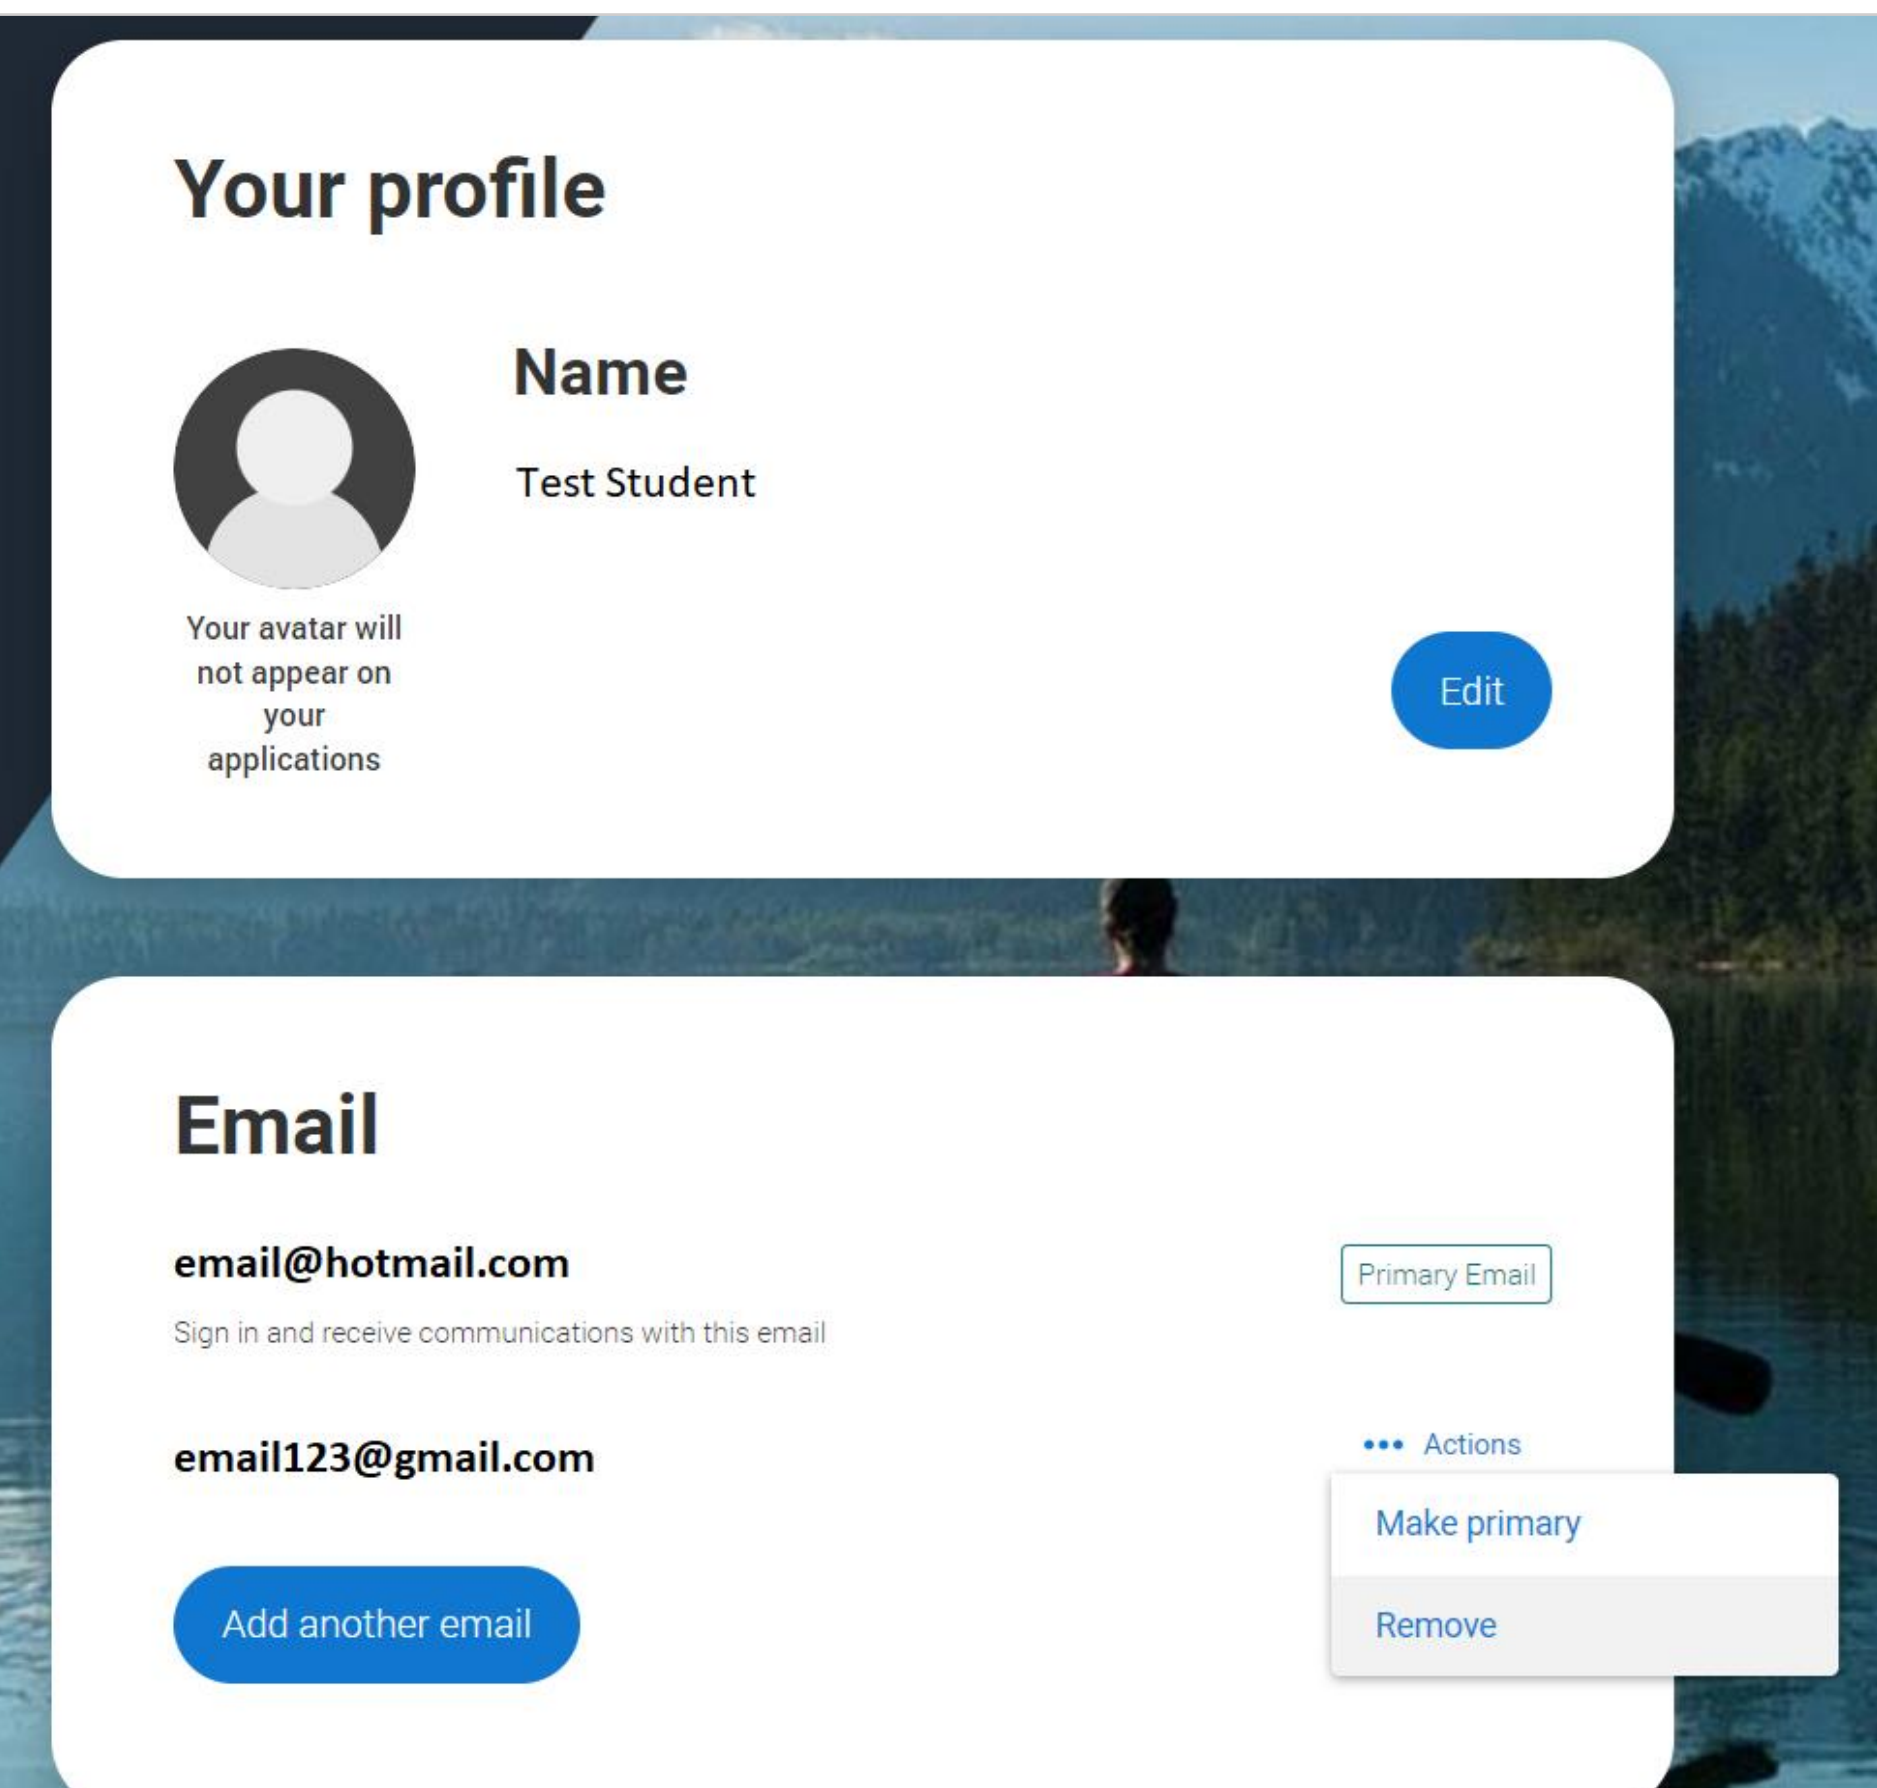 Your profile
Name
Test Student
Your avatar will
not appear on
your
applications
Edit
Email
email@hotmail.com
Primary Email
Sign in and receive communications with this email
email123@gmail.com
••• Actions
Make primary
Remove
Add another email